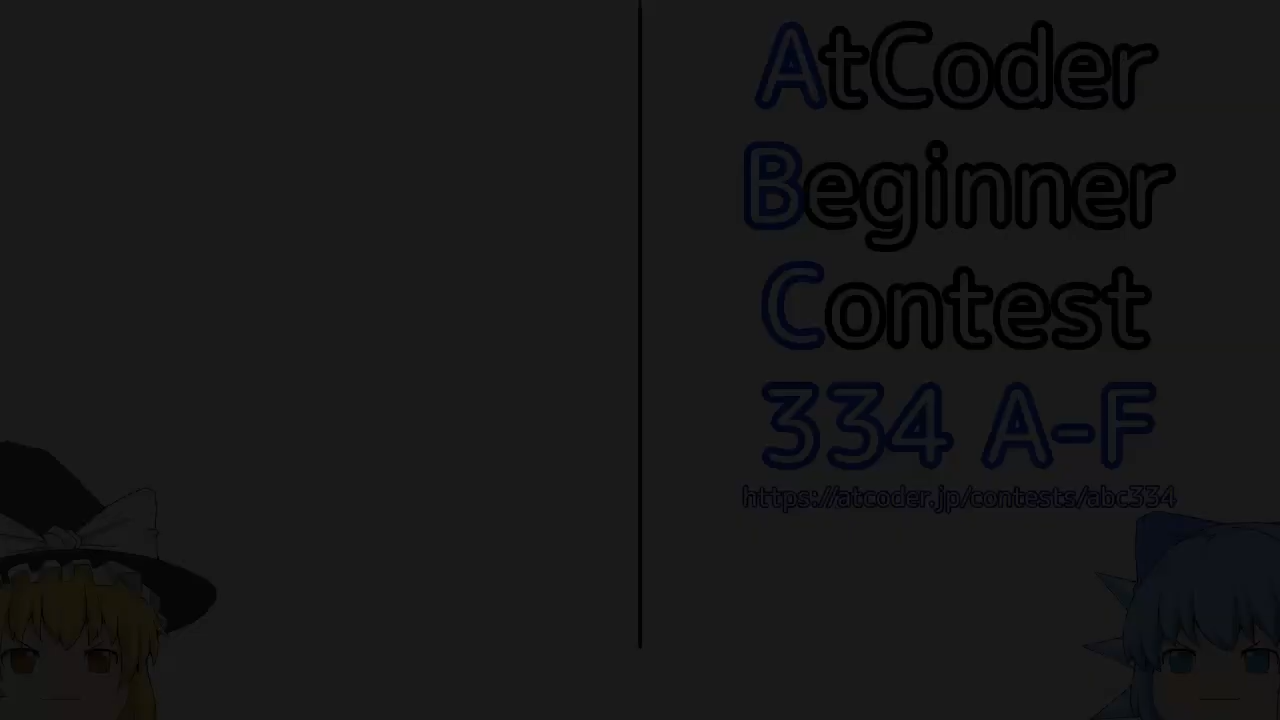 AtCoder
Beginner
Contest
334 A-F
https://atcoder.jp/contests/abc334